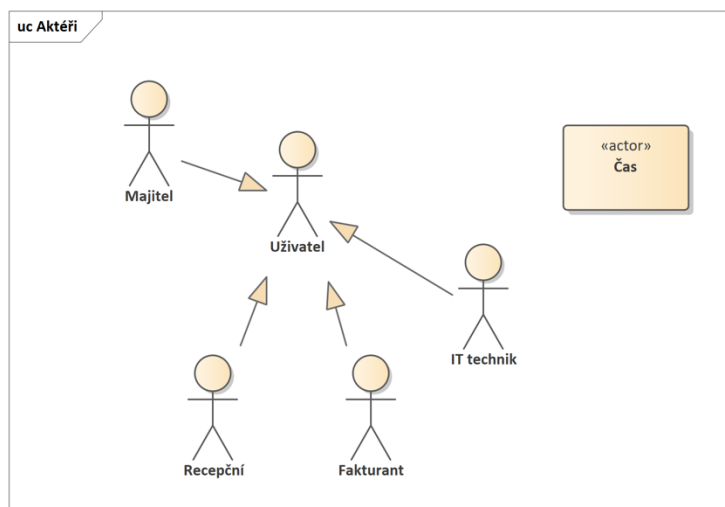 uc Aktéři
Majitel
Uživatel
«actor»
Čas
IT technik
Recepční
Fakturant